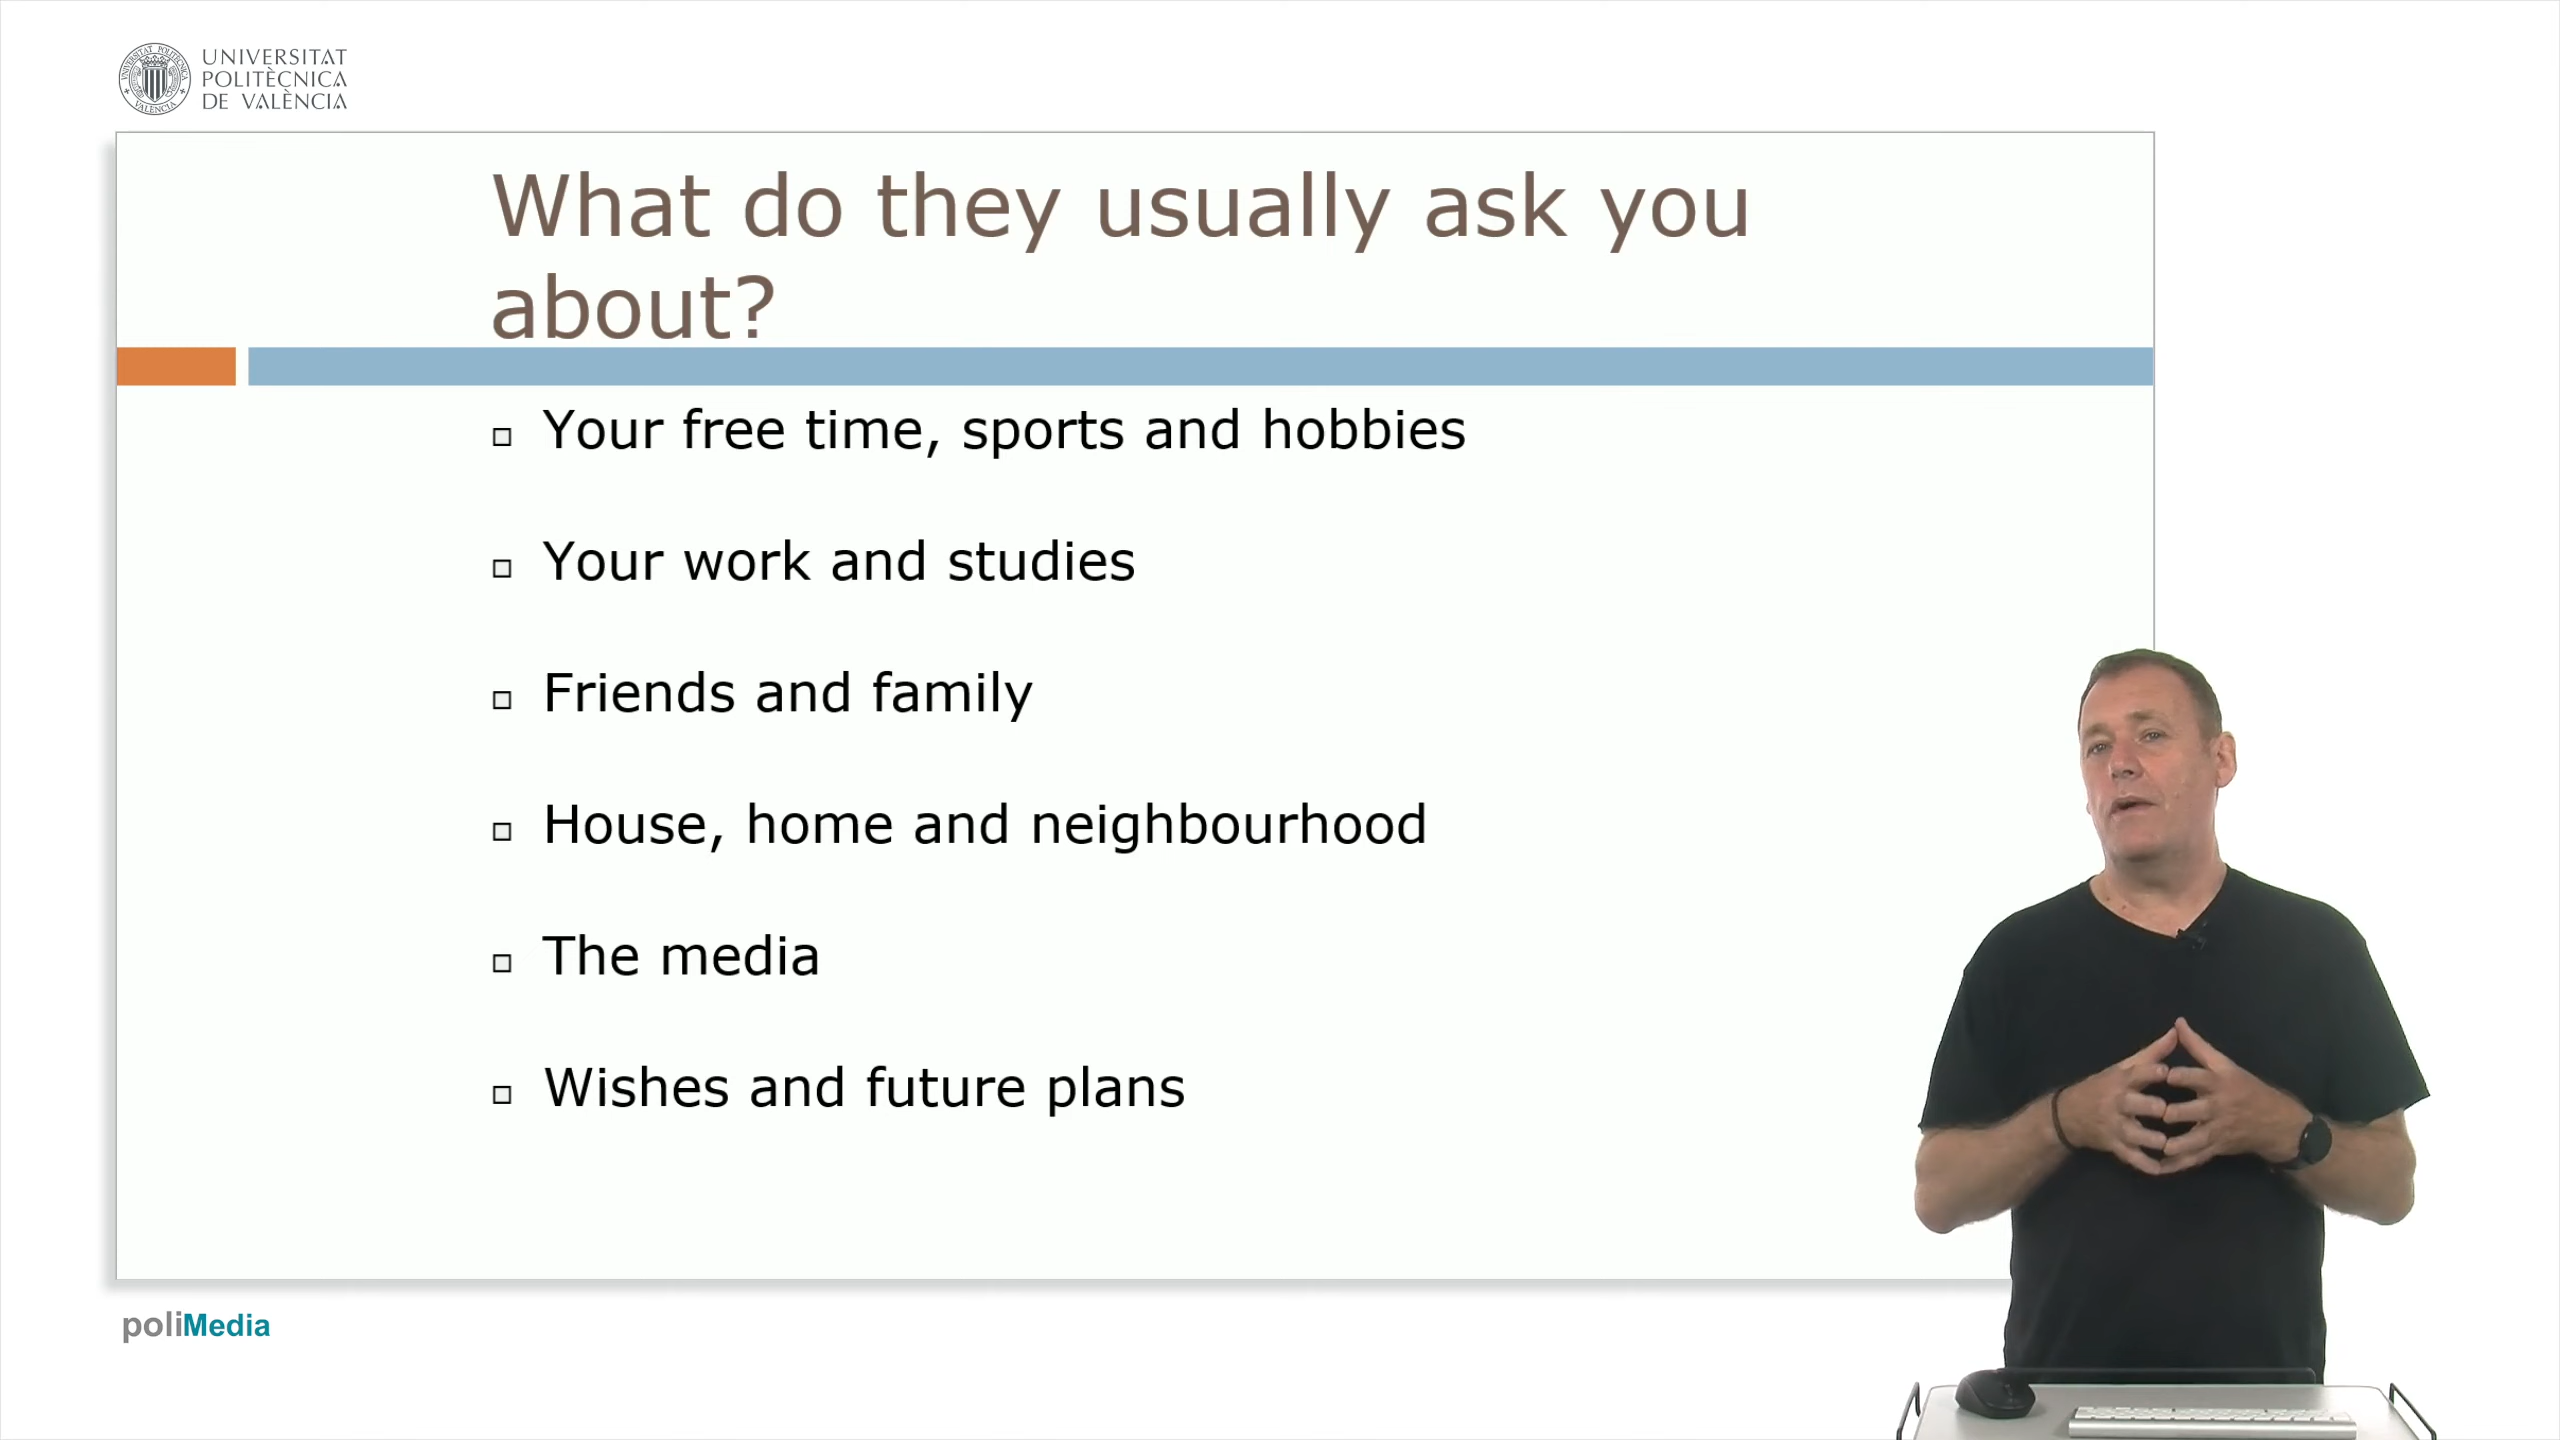 UNIVERSITAT
POLITÈCNICA
DE VALÈNCIA
What do they usually ask you
about?
Your free time, sports and hobbies
Your work and studies
Friends and family
House, home and neighbourhood
The media
Wishes and future plans
poliMedia